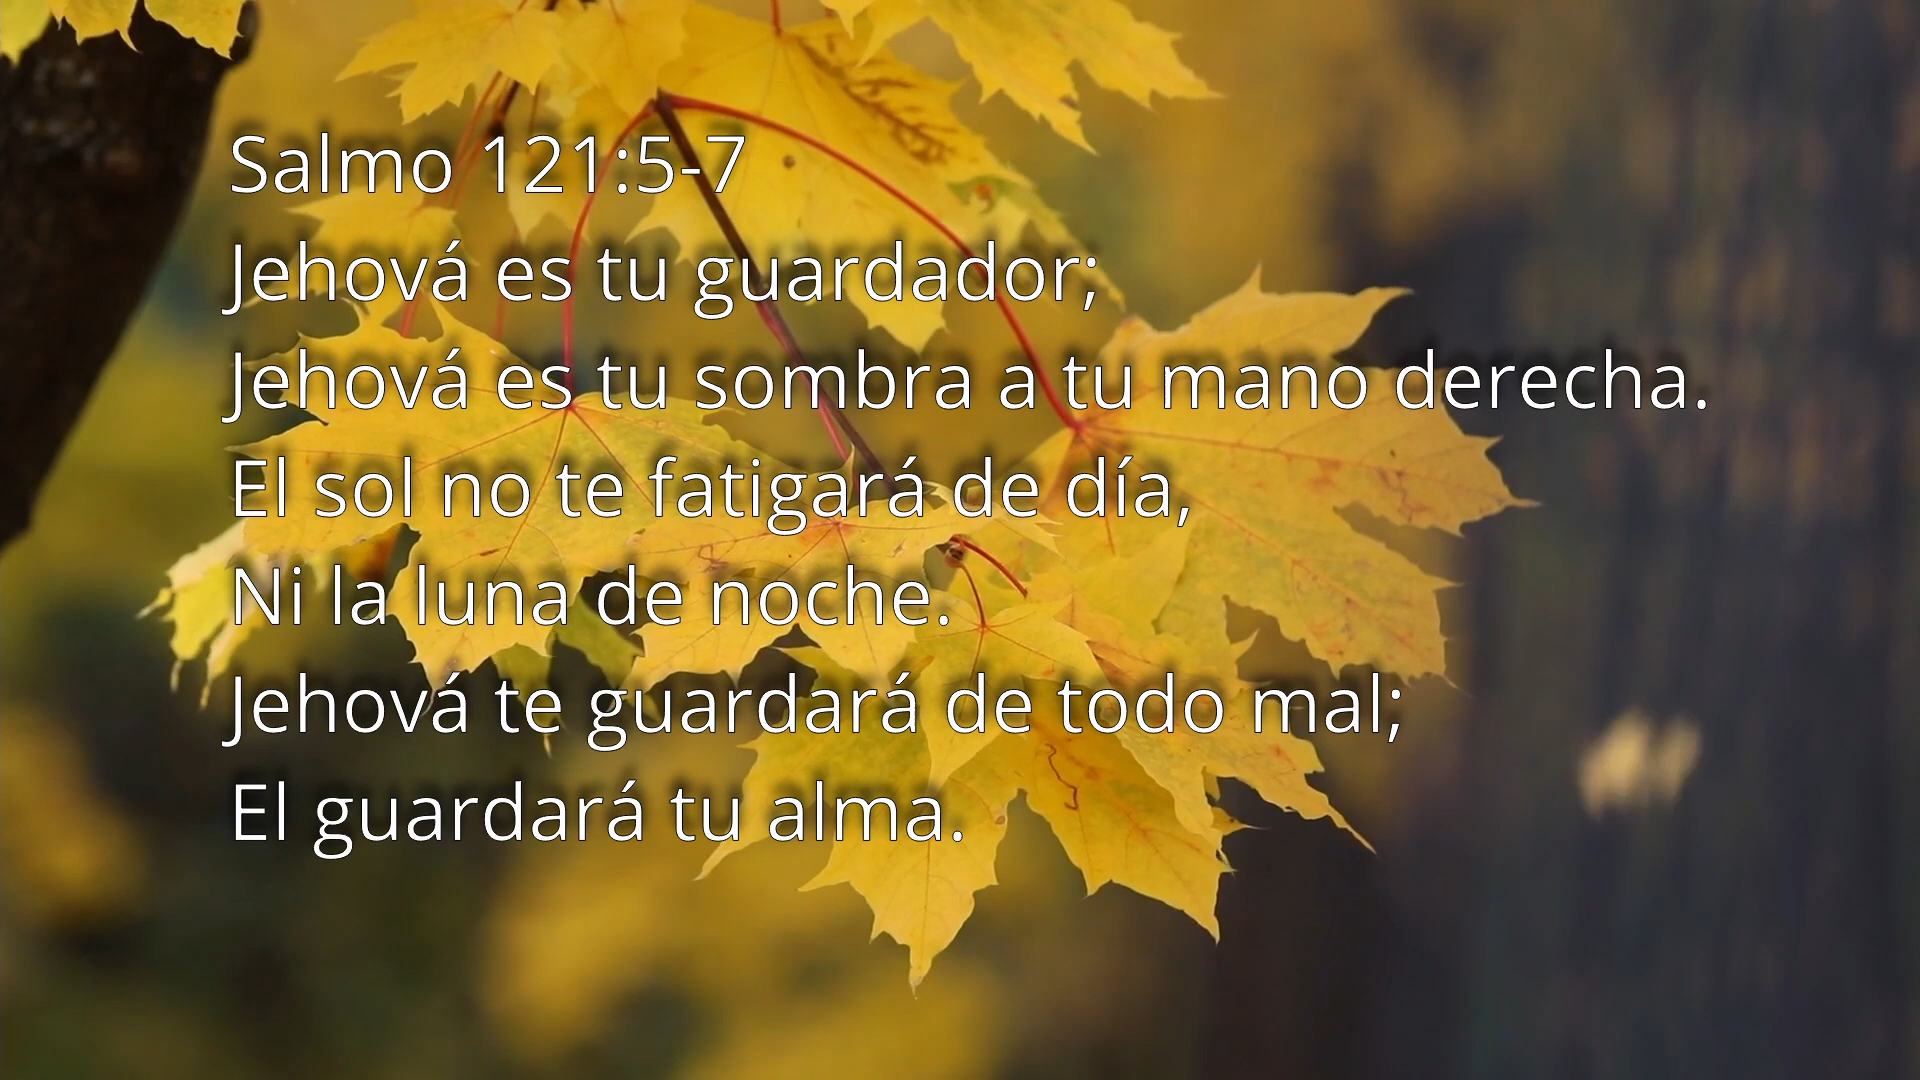 Salmo 121:5-7
Jehová es tu guardador;
Jehová es tu sombra a tu mano derecha.
El sol no te fatigará de día,
Ni la luna de noche.
Jehová te guardará de todo mal;
El guardará tu alma.